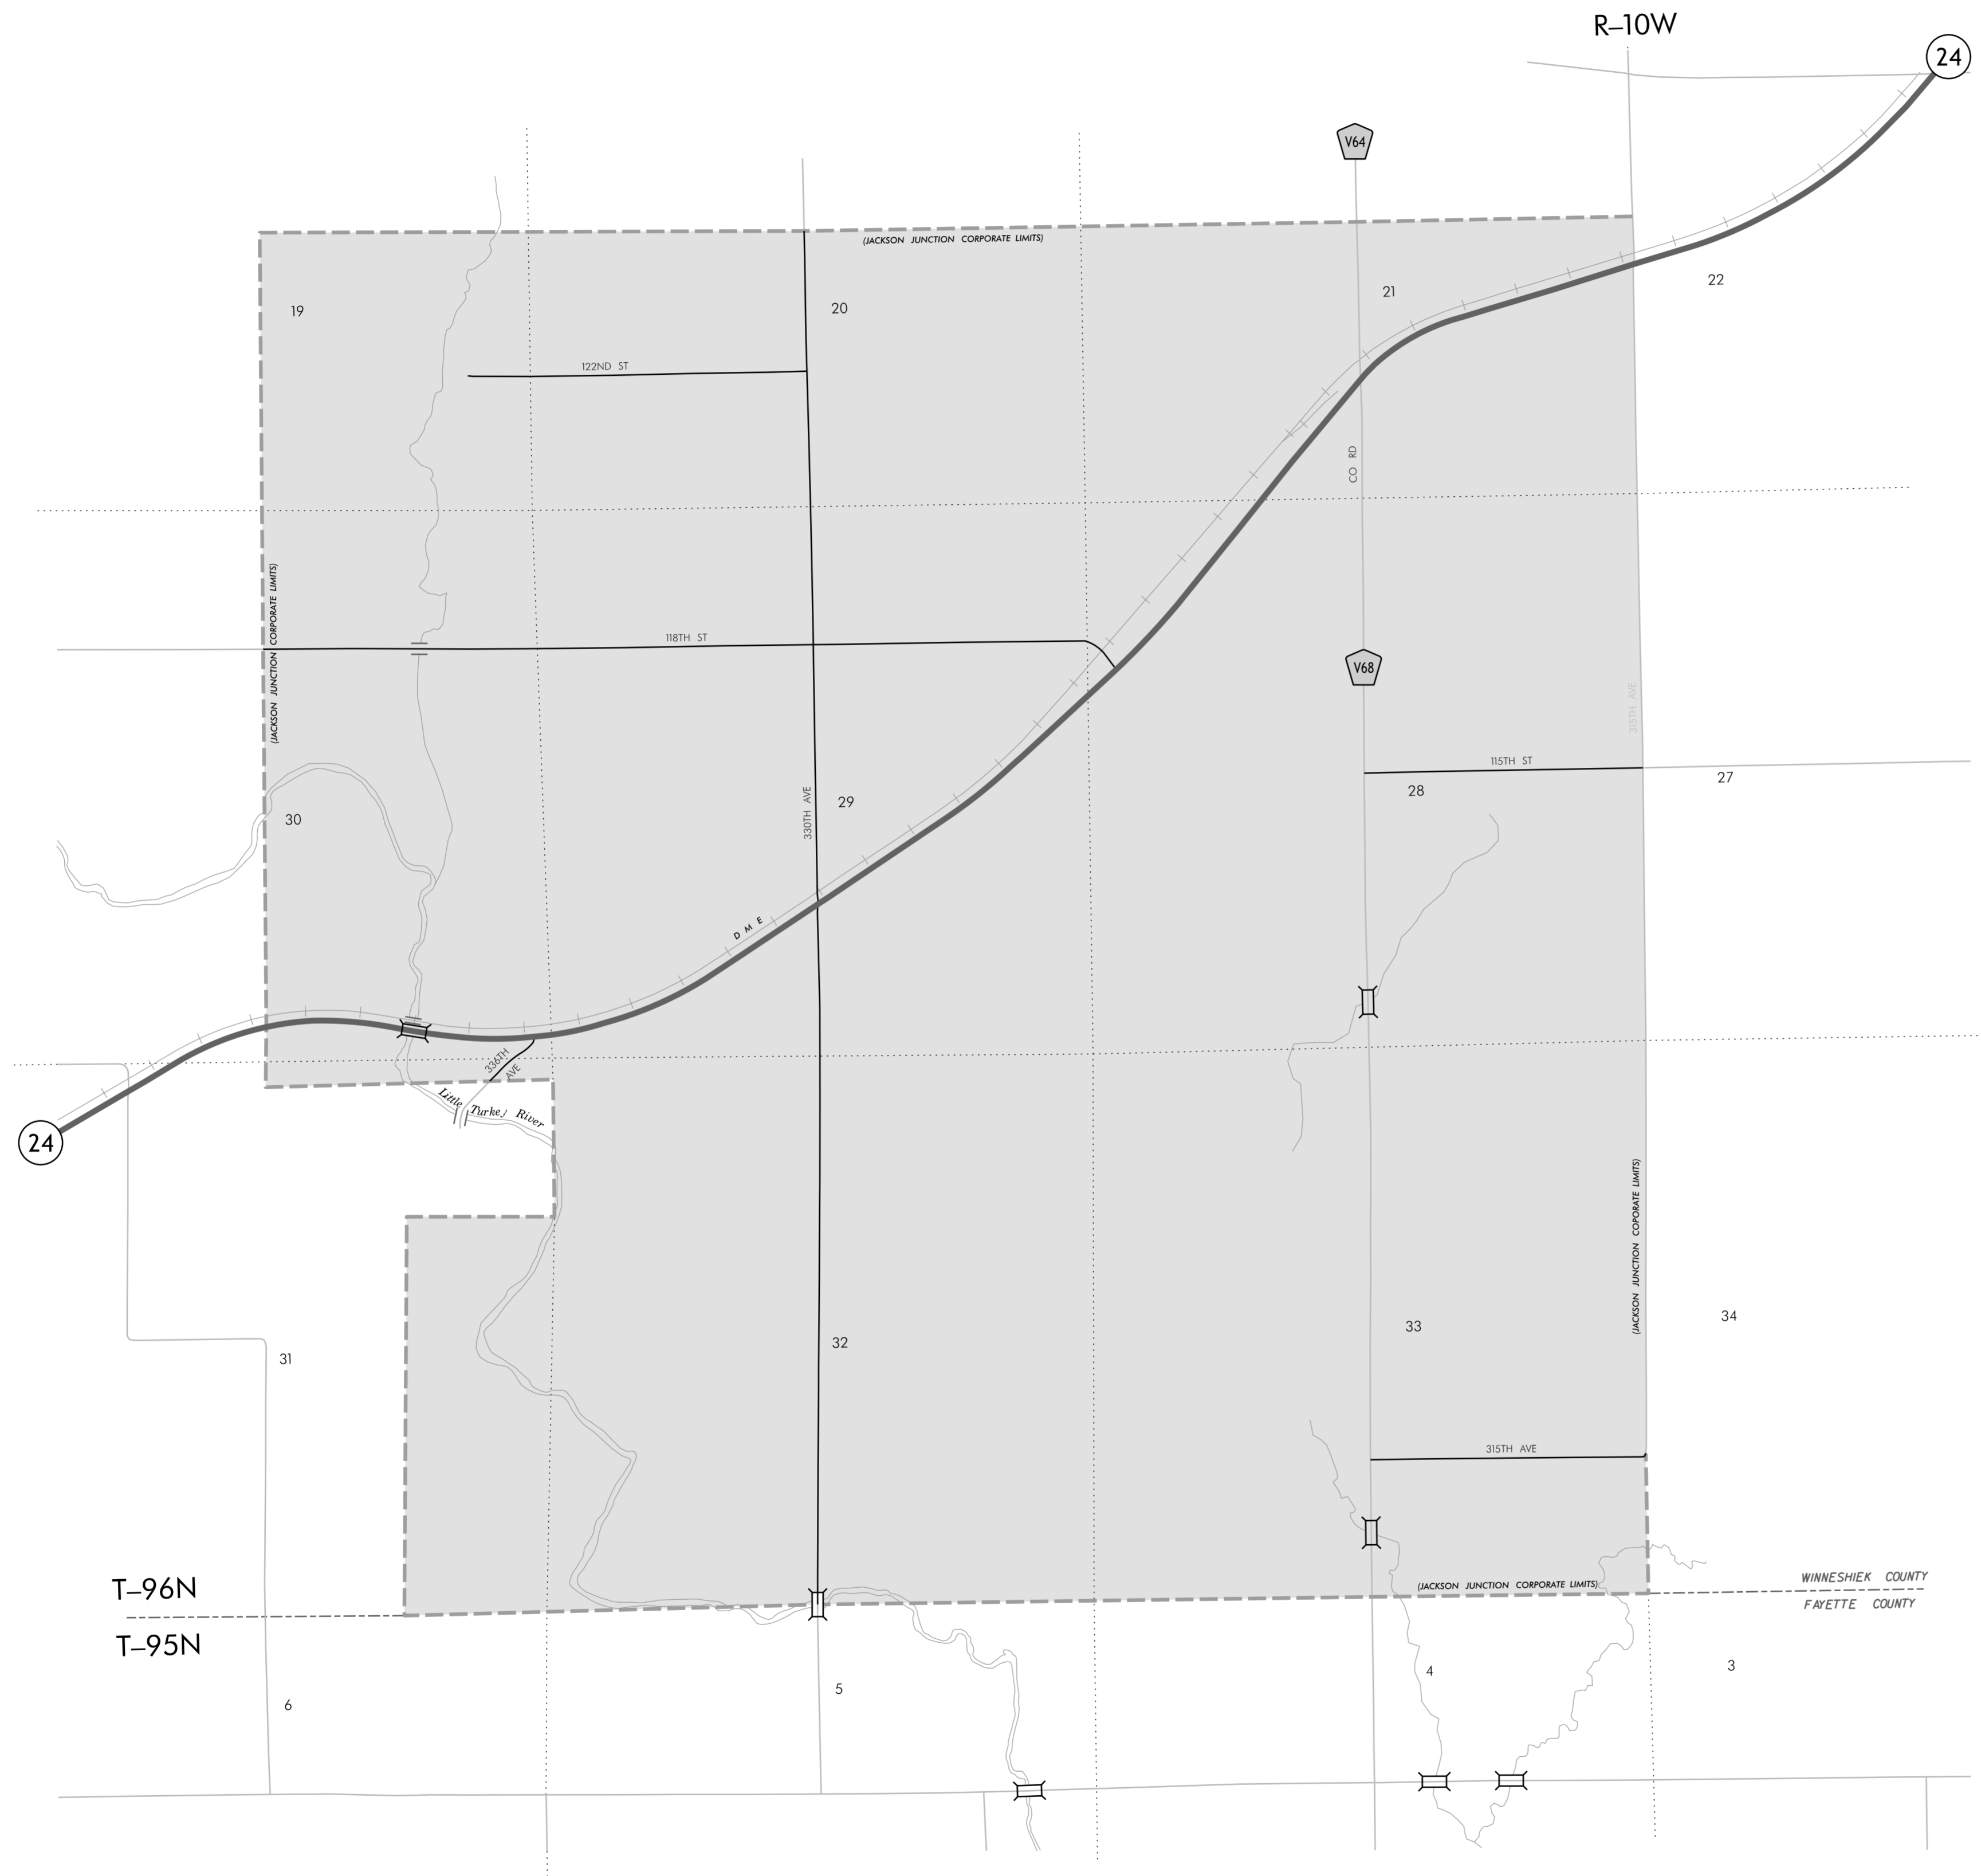 R–10W
24
V64
(JACKSON JUNCTION CORPORATE LIMITS)
22
21
19
20
122ND ST
CO RD
(JACKSON JUNCTION CORPORATE LIMITS)
118TH ST
V68
315TH AVE
115TH ST
27
28
330TH AVE
29
30
D M E
336TH
AVE
Little Turkey River
24
(JACKSON JUNCTION COPORATE LIMITS)
34
33
32
31
315TH AVE
T–96N
(JACKSON JUNCTION CORPORATE LIMITS)
WINNESHIEK COUNTY
FAYETTE COUNTY
T–95N
3
4
5
6